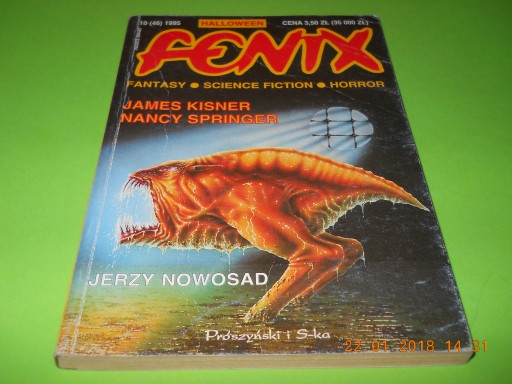 10 (46) 1995
HALLOWEEN
CENA 3,50 ZŁ (35 000 ZŁ)
FENIX
FANTASY ● SCIENCE FICTION ● HORROR
JAMES KISNER
NANCY SPRINGER
JERZY NOWOSAD
Prószyński i S-ka
22 01 2018 14 31